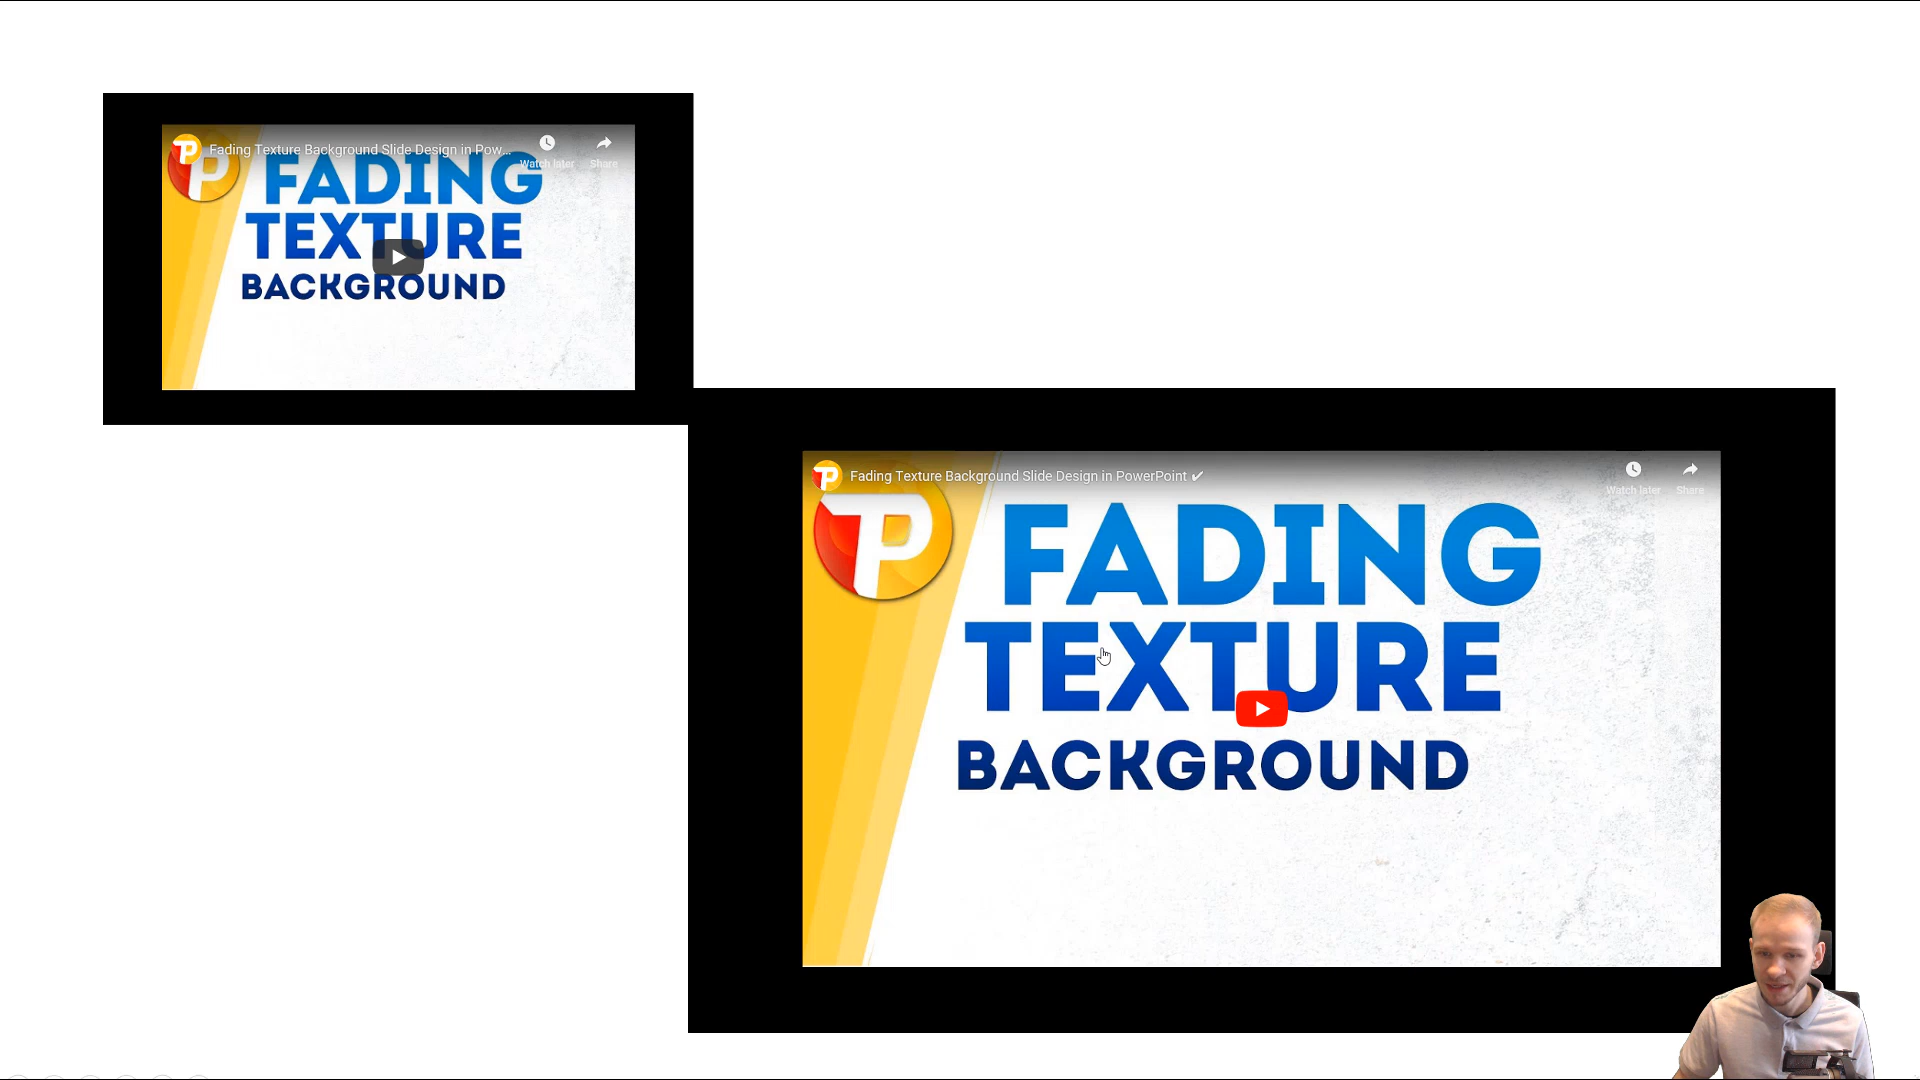 Fading Texture Background Slide Design in Pow...
Watch later
Share
P
FADING
TEXTURE
BACKGROUND
Fading Texture Background Slide Design in PowerPoint ✔
Watch later
Share
P
FADING
TEXTURE
BACKGROUND